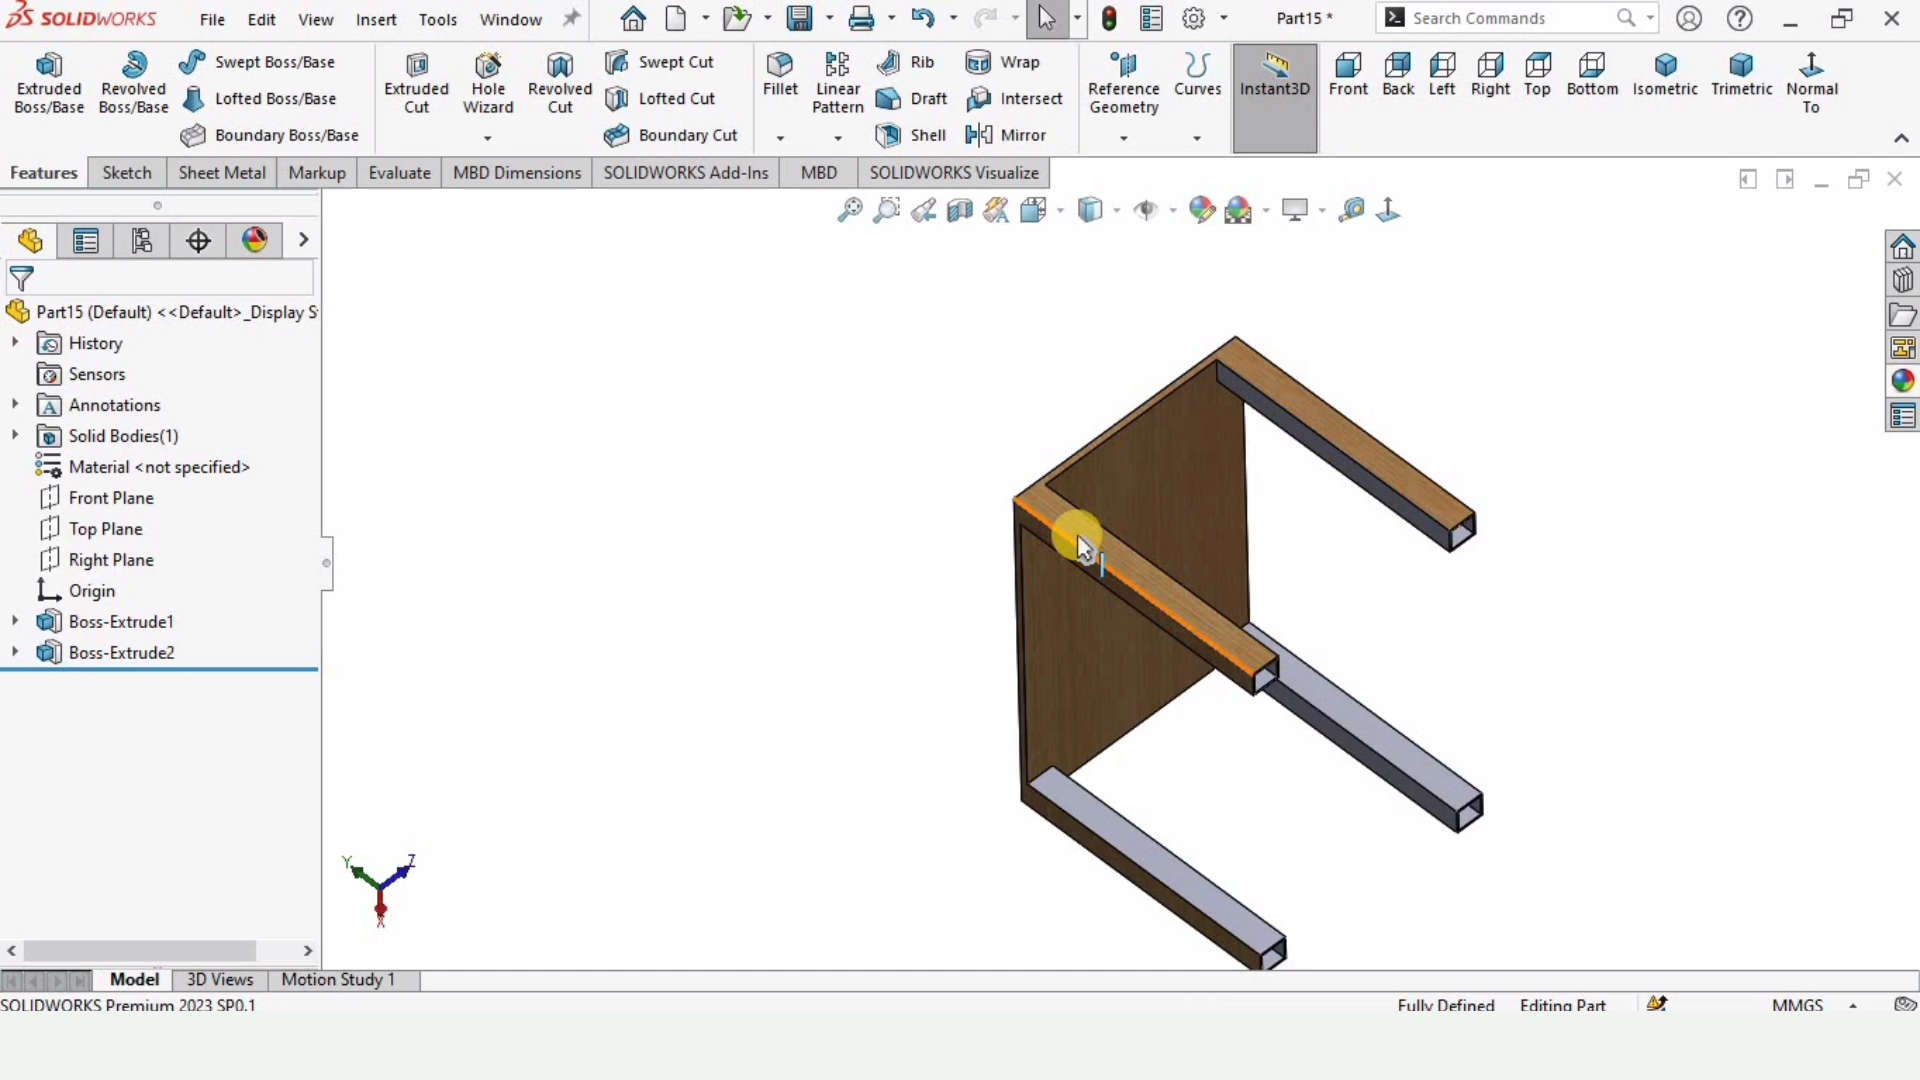 SOLIDWORKS File Edit View Insert Tools Window Part15 * Search Commands
Extruded Boss/Base
Revolved Boss/Base
Swept Boss/Base
Lofted Boss/Base
Boundary Boss/Base
Extruded Cut
Hole Wizard
Revolved Cut
Swept Cut
Lofted Cut
Boundary Cut
Fillet
Linear Pattern
Rib
Draft
Shell
Wrap
Intersect
Mirror
Reference Geometry
Curves
Instant3D
Front
Back
Left
Right
Top
Bottom
Isometric
Trimetric
Normal To
Features Sketch Sheet Metal Markup Evaluate MBD Dimensions SOLIDWORKS Add-Ins MBD SOLIDWORKS Visualize
Part15 (Default) <<Default>_Display S
History
Sensors
Annotations
Solid Bodies(1)
Material <not specified>
Front Plane
Top Plane
Right Plane
Origin
Boss-Extrude1
Boss-Extrude2
Y Z
X
Model 3D Views Motion Study 1
SOLIDWORKS Premium 2023 SP0.1 Fully Defined Editing Part MMGS